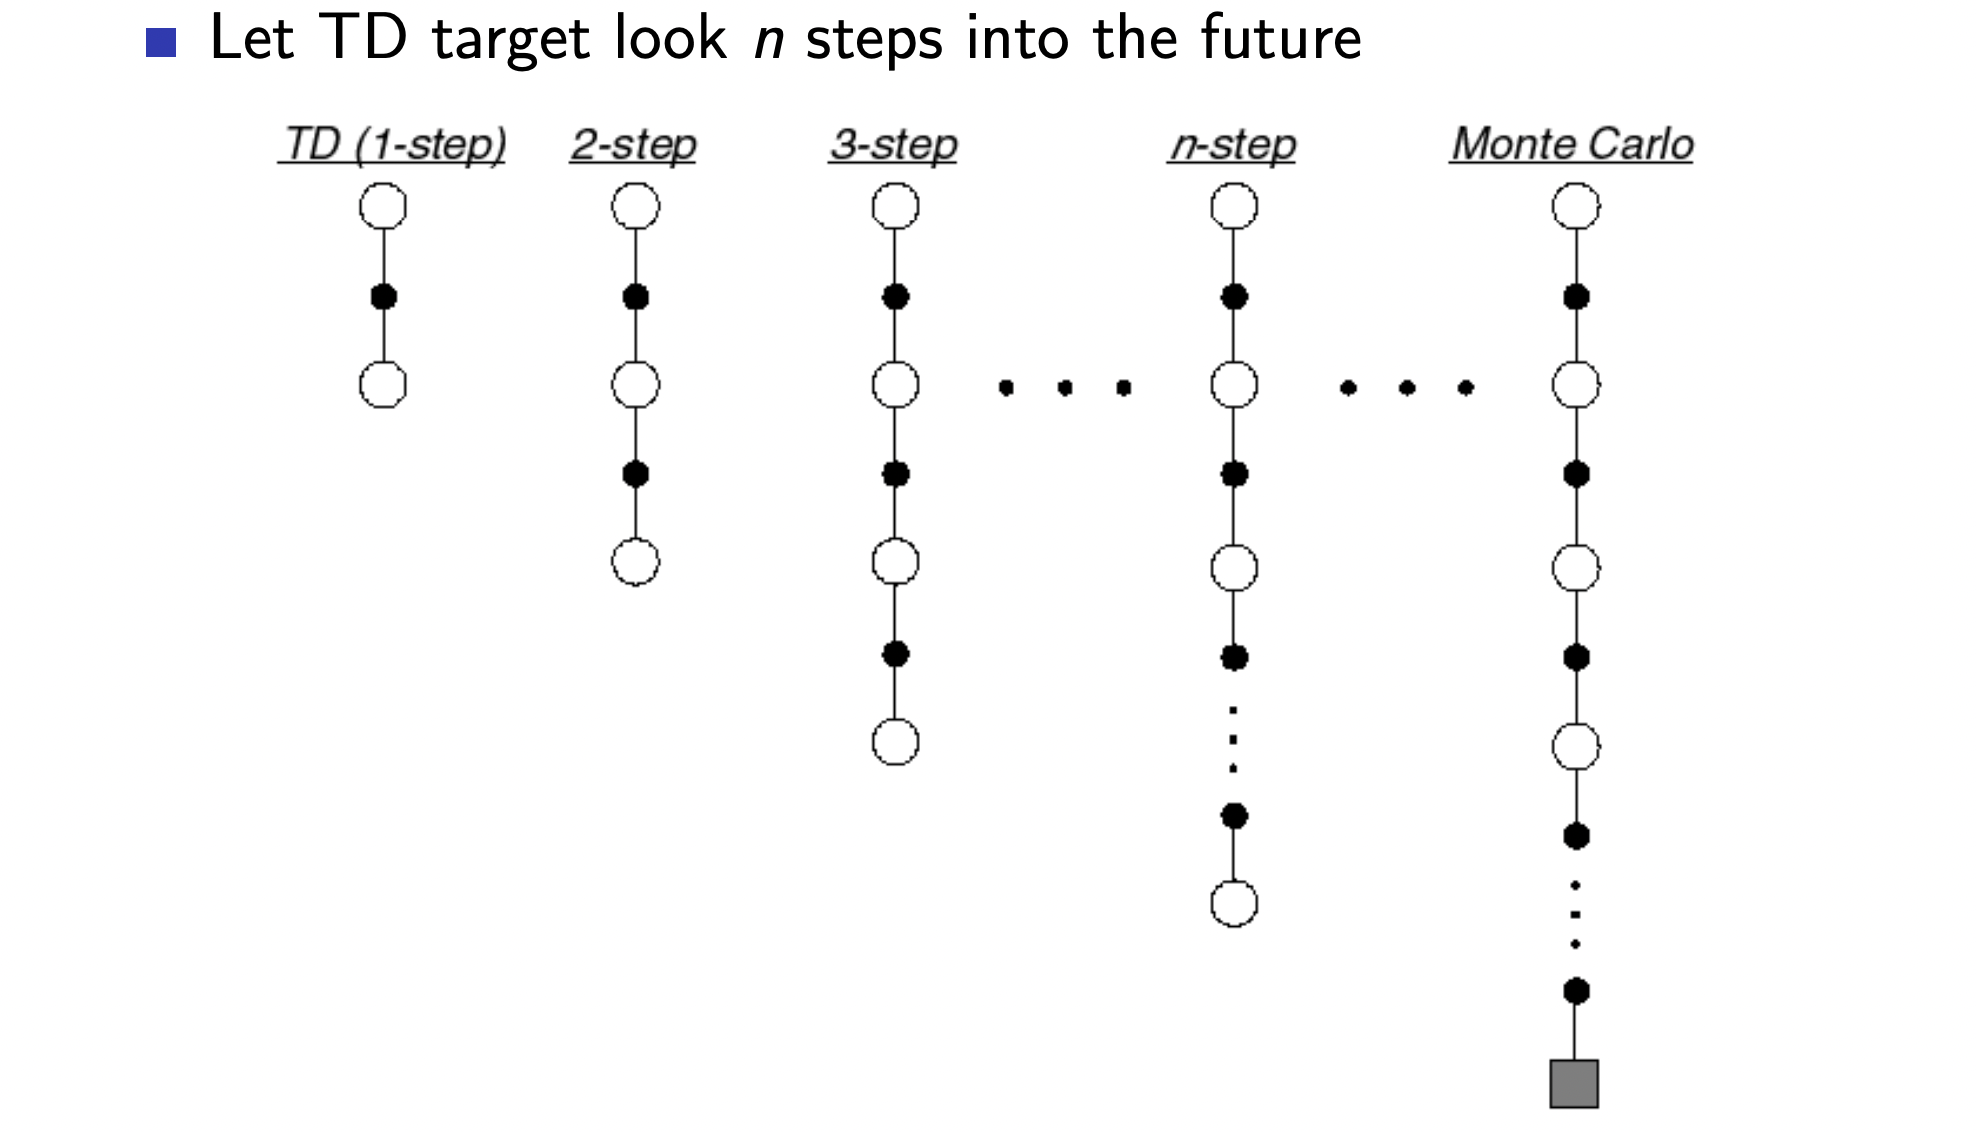 Let TD target look n steps into the future
TD (1-step) 2-step 3-step n-step Monte Carlo